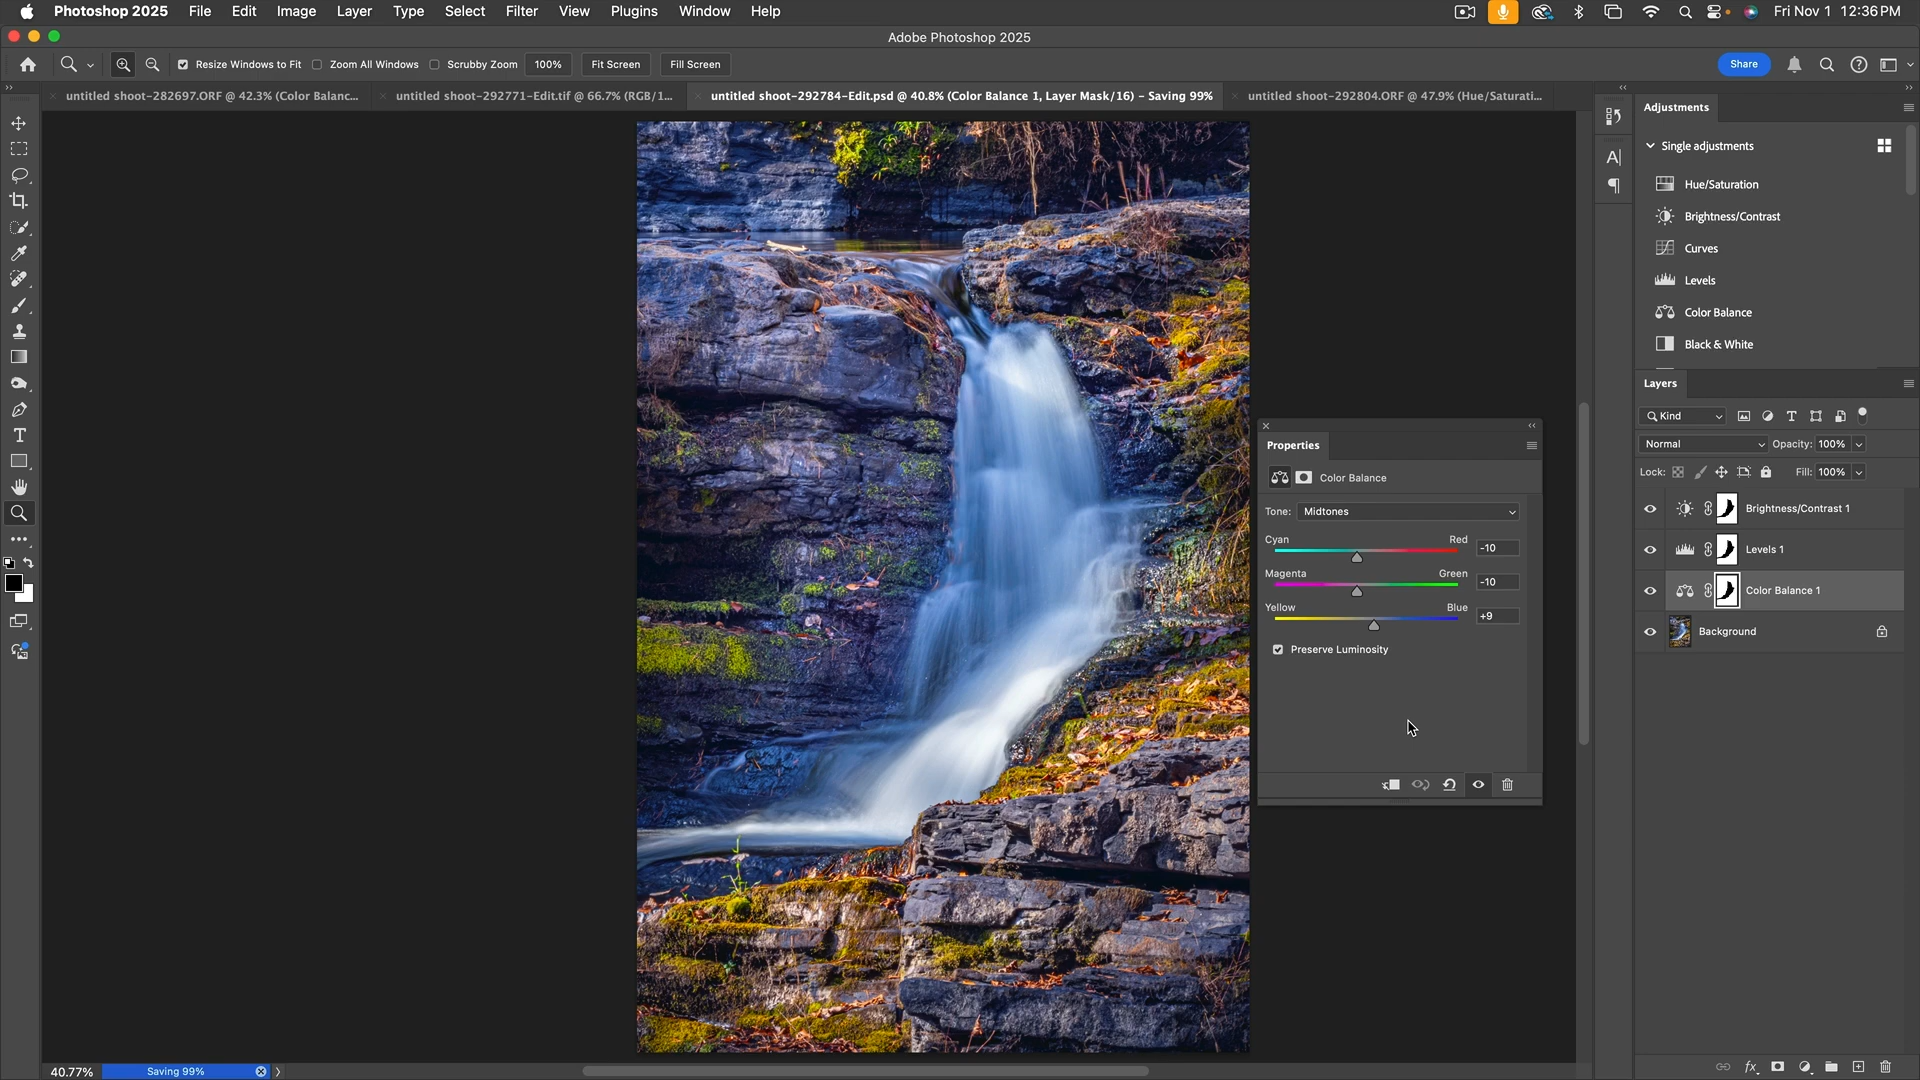 Photoshop 2025 File Edit Image Layer Type Select Filter View Plugins Window Help Fri Nov 1 12:36 PM
Adobe Photoshop 2025
Resize Windows to Fit Zoom All Windows Scrubby Zoom 100% Fit Screen Fill Screen Share
untitled shoot-282697.ORF @ 42.3% (Color Balanc... untitled shoot-292771-Edit.tif @ 66.7% (RGB/1... untitled shoot-292784-Edit.psd @ 40.8% (Color Balance 1, Layer Mask/16) - Saving 99% untitled shoot-292804.ORF @ 47.9% (Hue/Saturati...
Adjustments
Single adjustments
Hue/Saturation
Brightness/Contrast
Curves
Levels
Color Balance
Black & White
Layers
Kind
Normal Opacity: 100%
Lock: Fill: 100%
Brightness/Contrast 1
Levels 1
Color Balance 1
Background
Properties
Color Balance
Tone: Midtones
Cyan Red -10
Magenta Green -10
Yellow Blue +9
Preserve Luminosity
40.77% Saving 99%